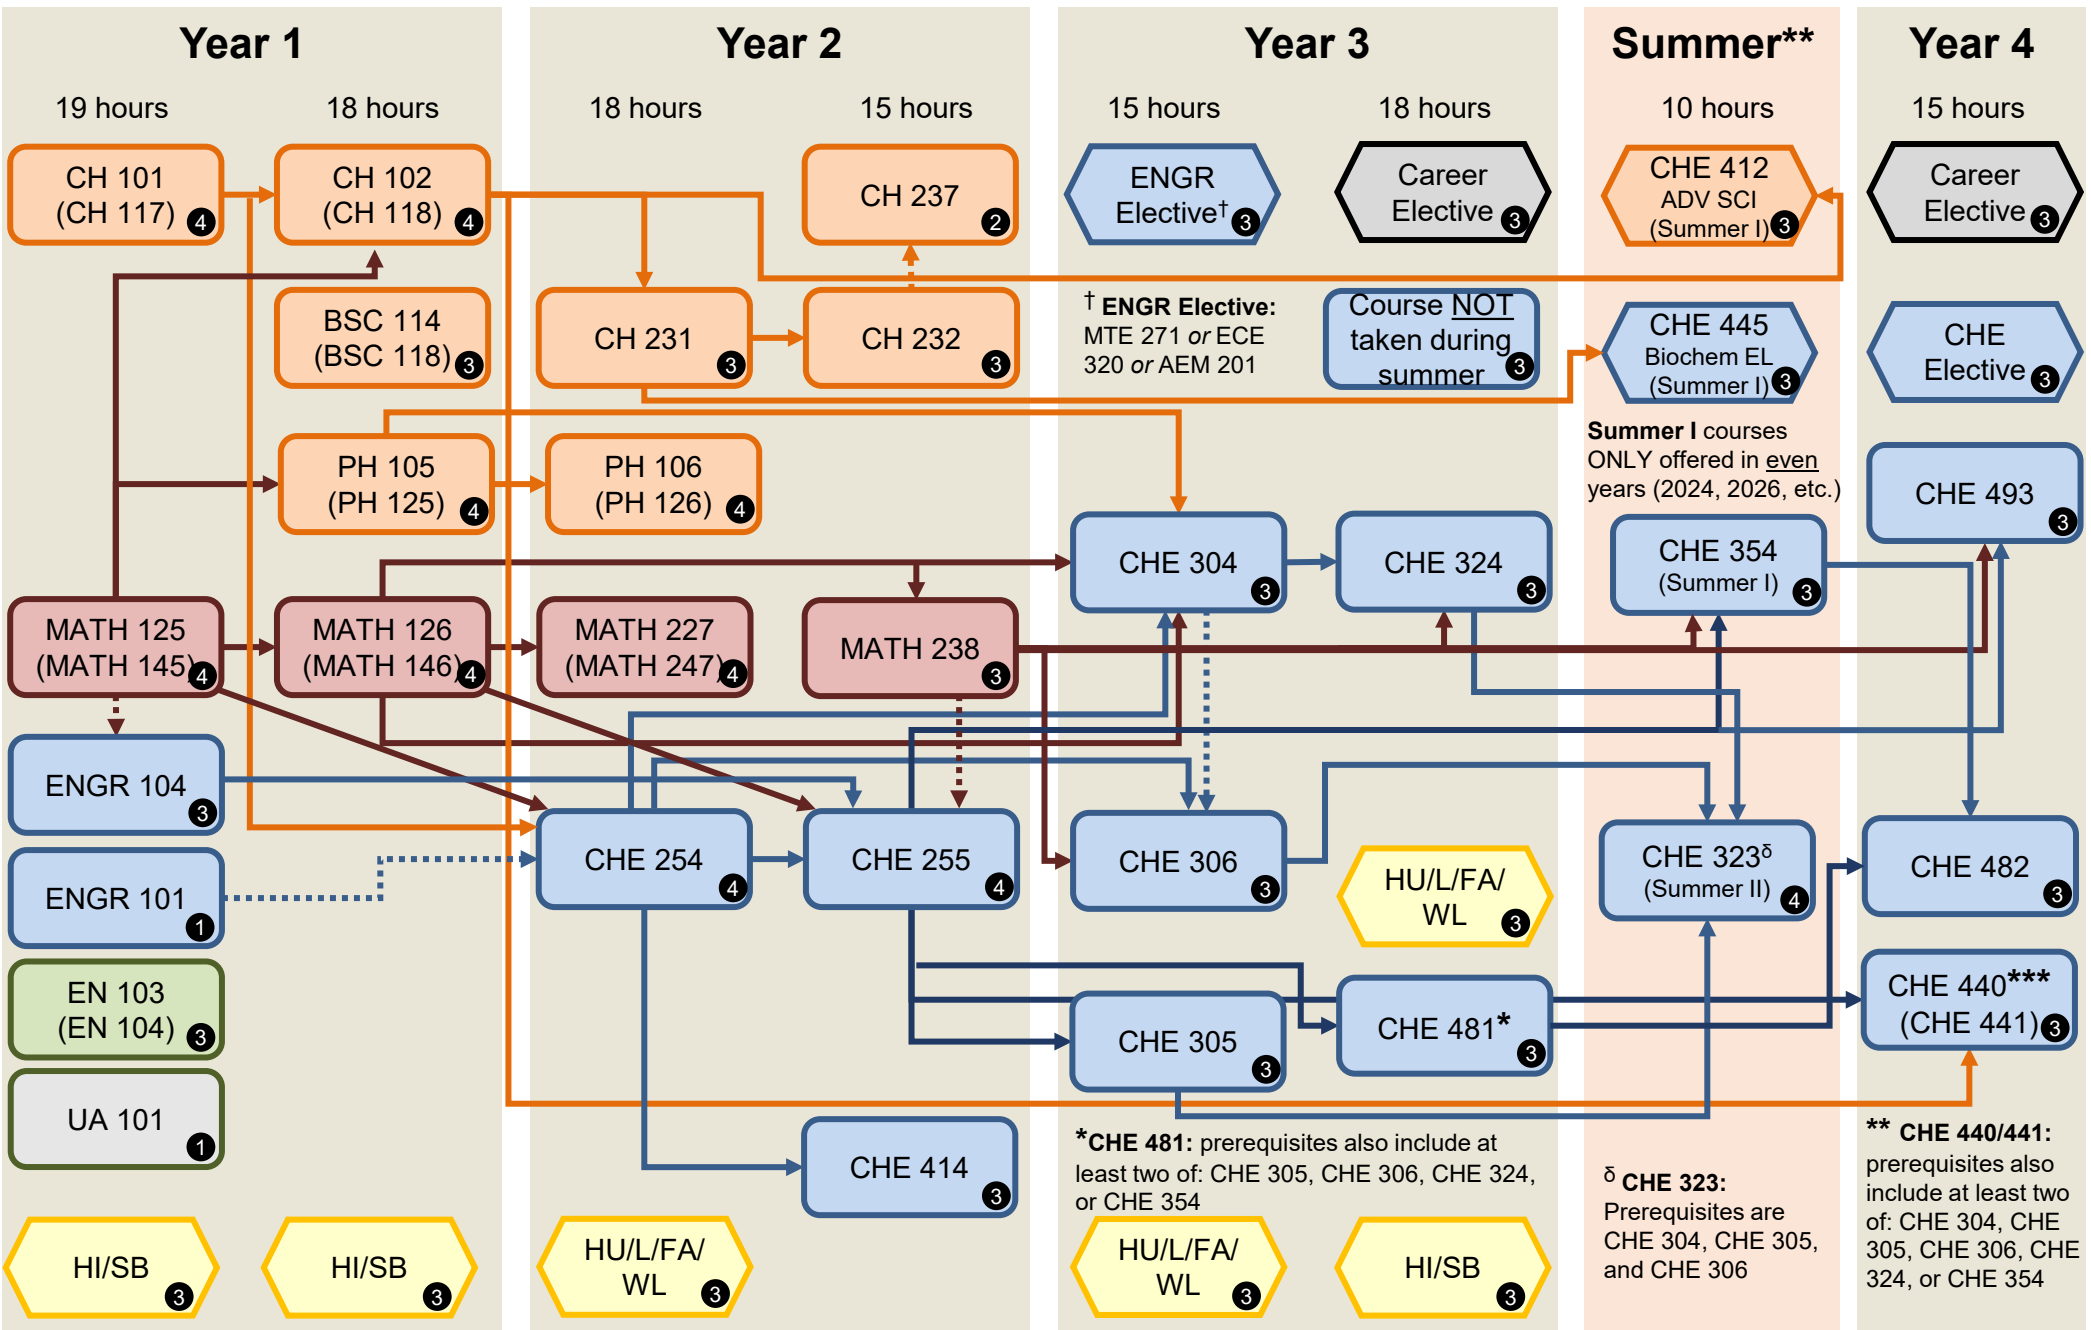 Year 1
Year 2
Year 3
Summer**
Year 4
19 hours
18 hours
18 hours
15 hours
15 hours
18 hours
10 hours
15 hours
CH 101
(CH 117)
4
CH 102
(CH 118)
4
CH 237
2
ENGR
Elective†
3
Career
Elective
3
CHE 412
ADV SCI
(Summer I)
3
Career
Elective
3
BSC 114
(BSC 118)
3
CH 231
3
CH 232
3
† ENGR Elective:
MTE 271 or ECE
320 or AEM 201
Course NOT
taken during
summer
3
CHE 445
Biochem EL
(Summer I)
3
CHE
Elective
3
Summer I courses
ONLY offered in even
years (2024, 2026, etc.)
PH 105
(PH 125)
4
PH 106
(PH 126)
4
CHE 493
3
CHE 304
3
CHE 324
3
CHE 354
(Summer I)
3
MATH 125
(MATH 145)
4
MATH 126
(MATH 146)
4
MATH 227
(MATH 247)
4
MATH 238
3
ENGR 104
3
ENGR 101
1
CHE 254
4
CHE 255
4
CHE 306
3
HU/L/FA/
WL
3
CHE 323δ
(Summer II)
4
CHE 482
3
EN 103
(EN 104)
3
CHE 305
3
CHE 481*
3
CHE 440***
(CHE 441)
3
UA 101
1
CHE 414
3
*CHE 481: prerequisites also include at
least two of: CHE 305, CHE 306, CHE 324,
or CHE 354
δ CHE 323:
Prerequisites are
CHE 304, CHE 305,
and CHE 306
** CHE 440/441:
prerequisites also
include at least two
of: CHE 304, CHE
305, CHE 306, CHE
324, or CHE 354
HI/SB
3
HI/SB
3
HU/L/FA/
WL
3
HU/L/FA/
WL
3
HI/SB
3